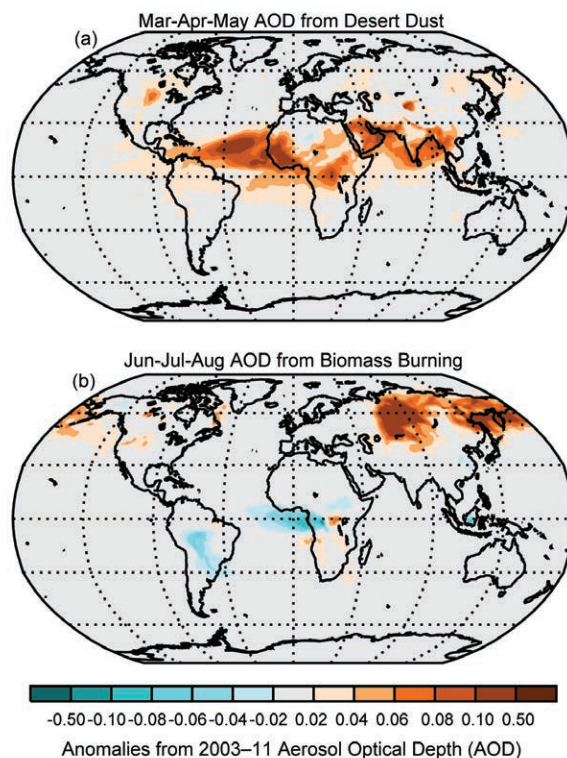 Mar-Apr-May AOD from Desert Dust
(a)
Jun-Jul-Aug AOD from Biomass Burning
(b)
-0.50 -0.10 -0.08 -0.06 -0.04 -0.02 0.02 0.04 0.06 0.08 0.10 0.50
Anomalies from 2003–11 Aerosol Optical Depth (AOD)